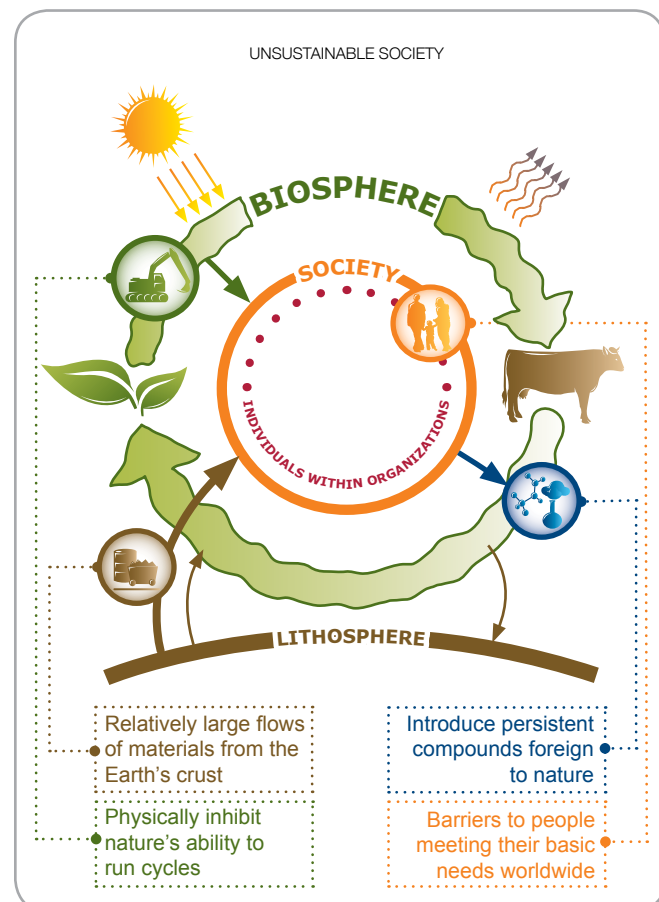 UNSUSTAINABLE SOCIETY
BIOSPHERE
SOCIETY
INDIVIDUALS WITHIN ORGANIZATIONS
LITHOSPHERE
Relatively large flows
of materials from the
Earth's crust
Physically inhibit
nature's ability to
run cycles
Introduce persistent
compounds foreign
to nature
Barriers to people
meeting their basic
needs worldwide